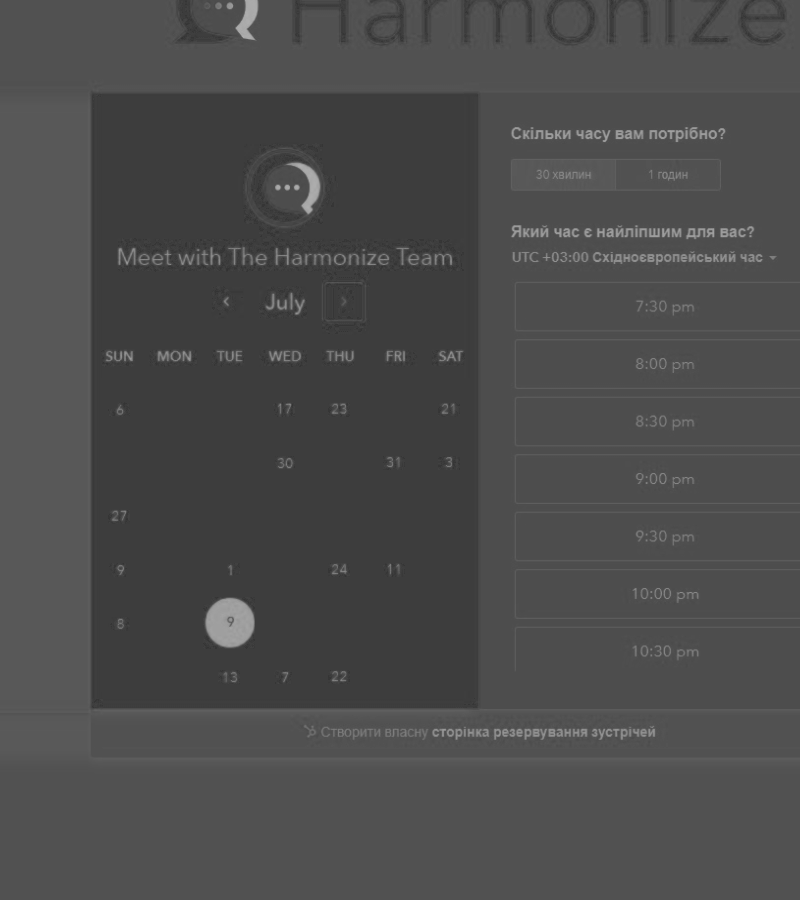 Harmonize
Meet with The Harmonize Team
July
SUN MON TUE WED THU FRI SAT
6 17 23 21
30 31 3
27
9 1 24 11
8 9
13 7 22
Скільки часу вам потрібно?
30 хвилин 1 годин
Який час є найліпшим для вас?
UTC +03:00 Східноєвропейський час
7:30 pm
8:00 pm
8:30 pm
9:00 pm
9:30 pm
10:00 pm
10:30 pm
Створити власну сторінка резервування зустрічей